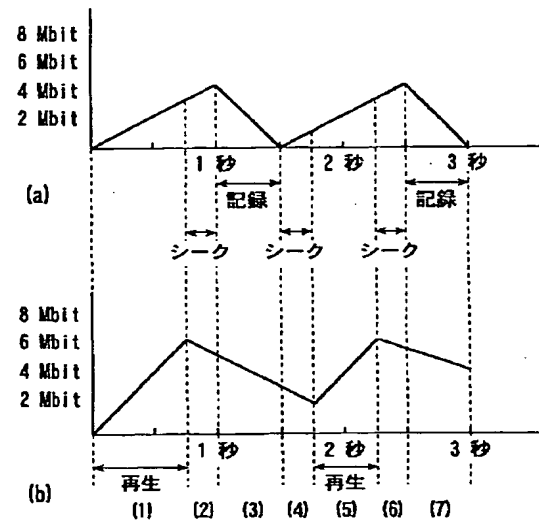 8 Mbit
6 Mbit
4 Mbit
2 Mbit
1 秒
2 秒
3 秒
(a)
記録
記録
シーク
シーク
シーク
8 Mbit
6 Mbit
4 Mbit
2 Mbit
1 秒
2 秒
3 秒
再生
再生
(b)
(1)
(2)
(3)
(4)
(5)
(6)
(7)